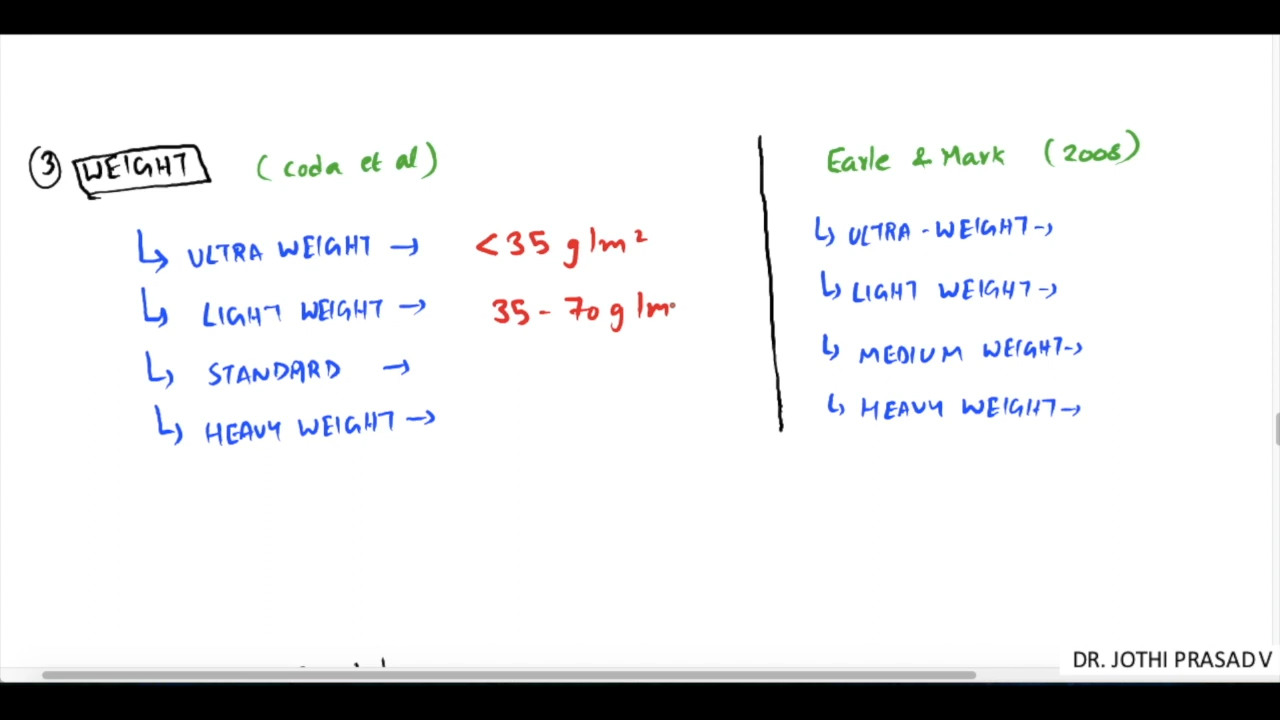 ③ WEIGHT (Coda et al)
↳ ULTRA WEIGHT → <35 g/m²
↳ LIGHT WEIGHT → 35 - 70 g/m
↳ STANDARD →
↳ HEAVY WEIGHT →
Earle & Mark (2008)
↳ ULTRA - WEIGHT →
↳ LIGHT WEIGHT →
↳ MEDIUM WEIGHT →
↳ HEAVY WEIGHT →
DR. JOTHI PRASAD V